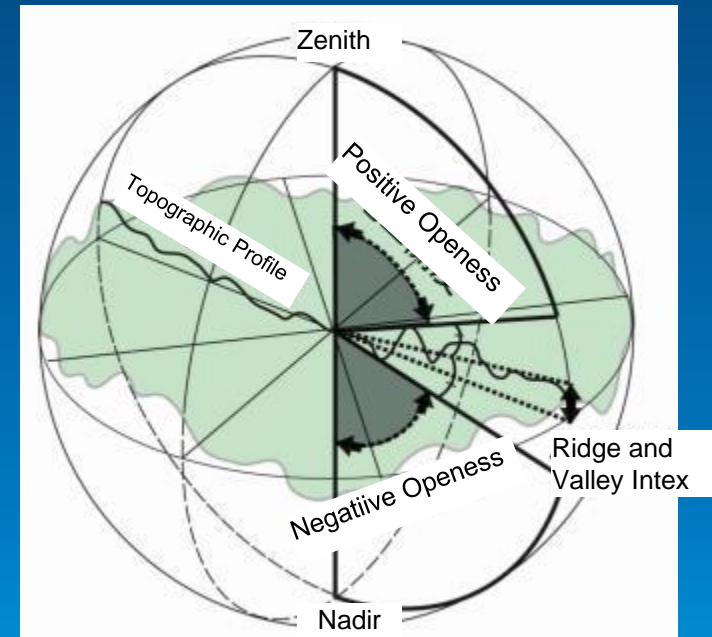 Zenith
Positive Openess
Topographic Profile
Ridge and
Valley Intex
Negatiive Openess
Nadir